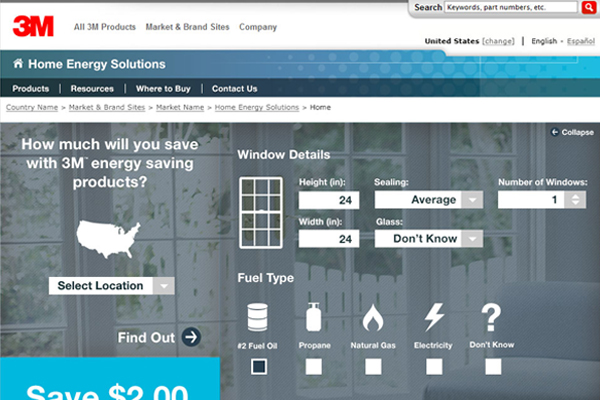 Search Keywords, part numbers, etc.
3M All 3M Products Market & Brand Sites Company
United States [change] | English - Español
Home Energy Solutions
Products | Resources | Where to Buy | Contact Us
Country Name > Market & Brand Sites > Market Name > Home Energy Solutions > Home
Collapse
How much will you save
with 3M™ energy saving
products?
Select Location
Find Out
Window Details
Height (in): Sealing: Number of Windows:
24 Average 1
Width (in): Glass:
24 Don't Know
Fuel Type
#2 Fuel Oil Propane Natural Gas Electricity Don't Know
?
Save $2.00